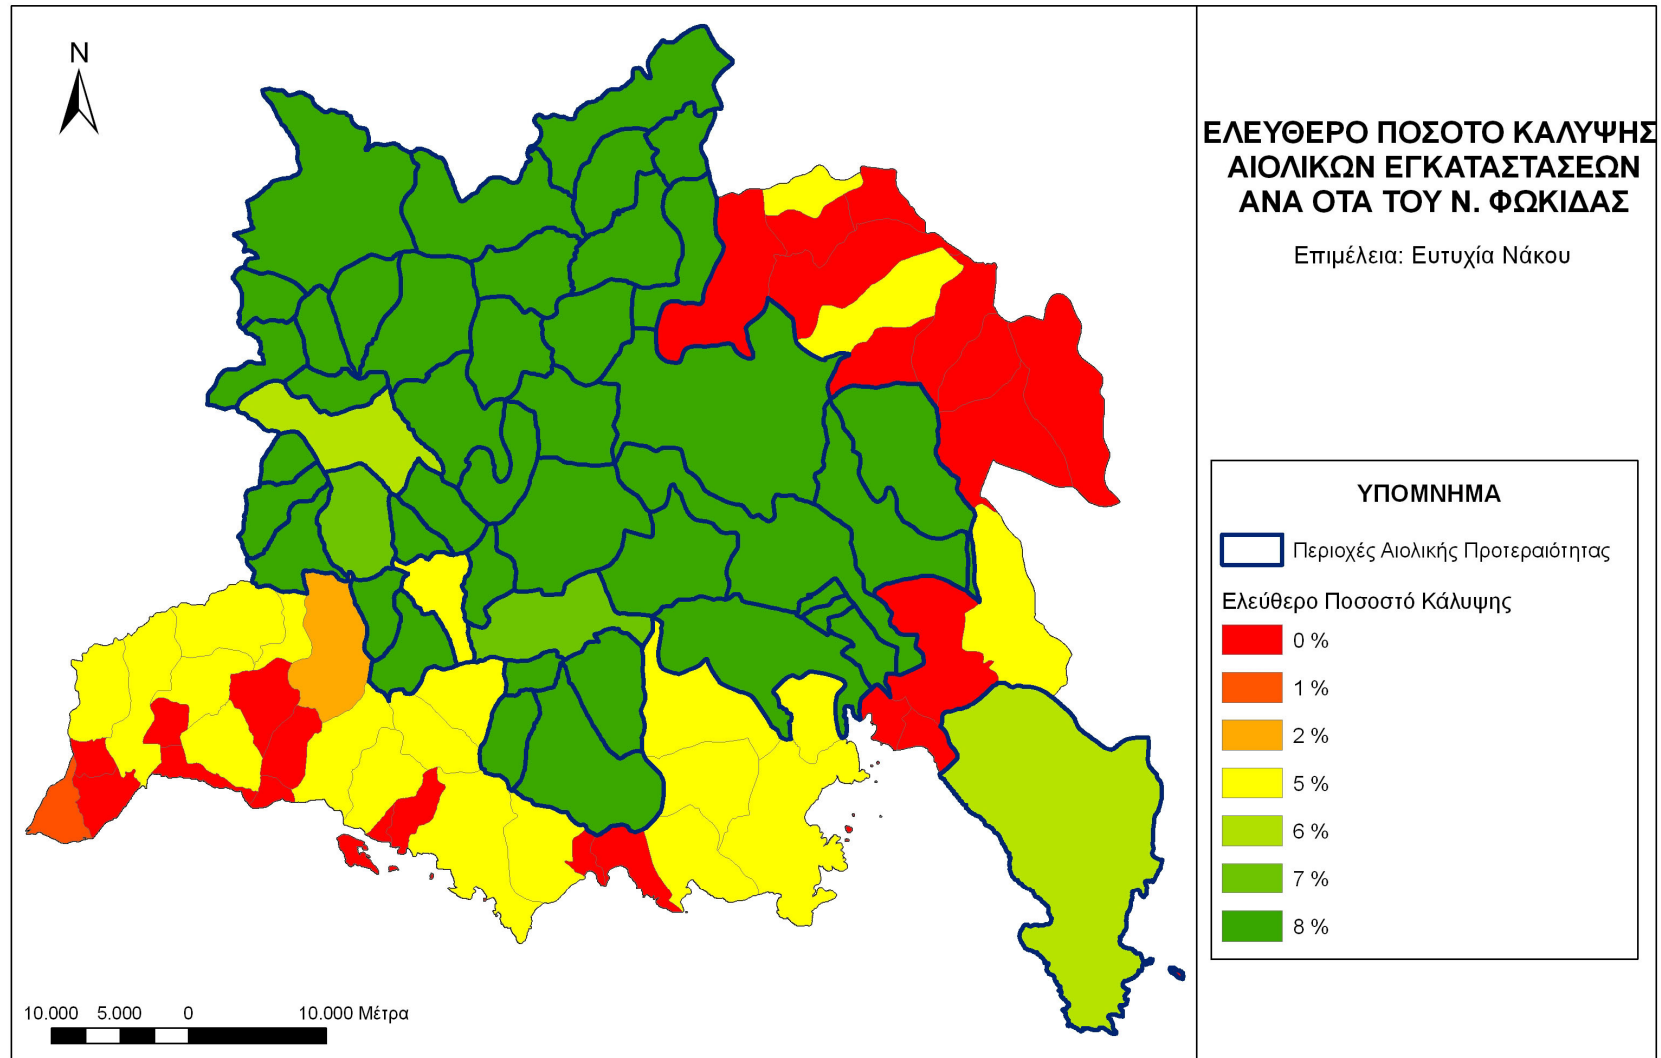 N
ΕΛΕΥΘΕΡΟ ΠΟΣΟΤΟ ΚΑΛΥΨΗΣ
ΑΙΟΛΙΚΩΝ ΕΓΚΑΤΑΣΤΑΣΕΩΝ
ΑΝΑ ΟΤΑ ΤΟΥ Ν. ΦΩΚΙΔΑΣ
Επιμέλεια: Ευτυχία Νάκου
ΥΠΟΜΝΗΜΑ
Περιοχές Αιολικής Προτεραιότητας
Ελεύθερο Ποσοστό Κάλυψης
0 %
1 %
2 %
5 %
6 %
7 %
8 %
10.000 5.000 0 10.000 Μέτρα